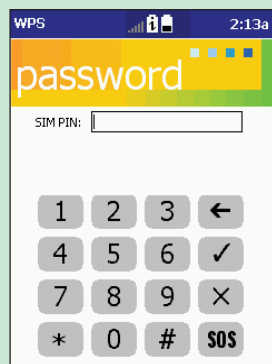 WPS 2:13a
password
SIM PIN:
1 2 3 ←
4 5 6 ✓
7 8 9 ×
* 0 # SOS